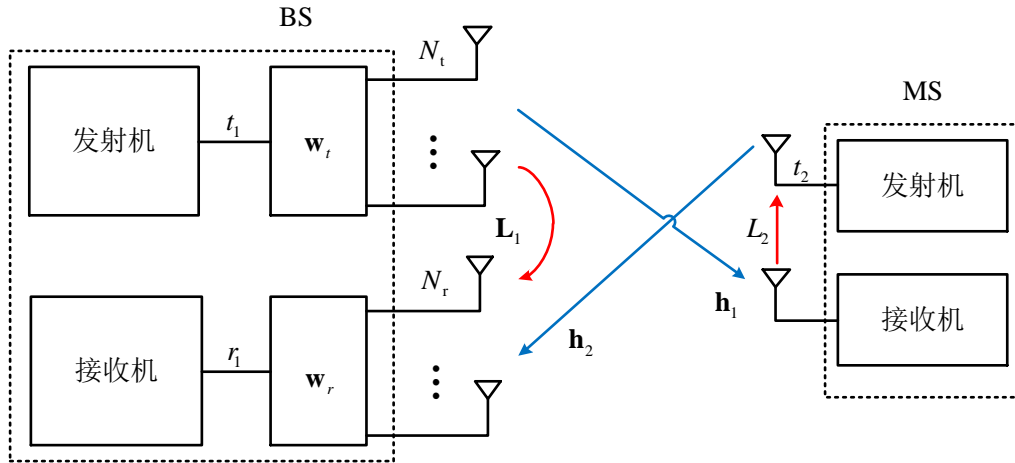 BS
N_t
MS
发射机
t_1
w_t
t_2
发射机
L_1
L_2
N_r
h_1
接收机
h_2
接收机
r_1
w_r